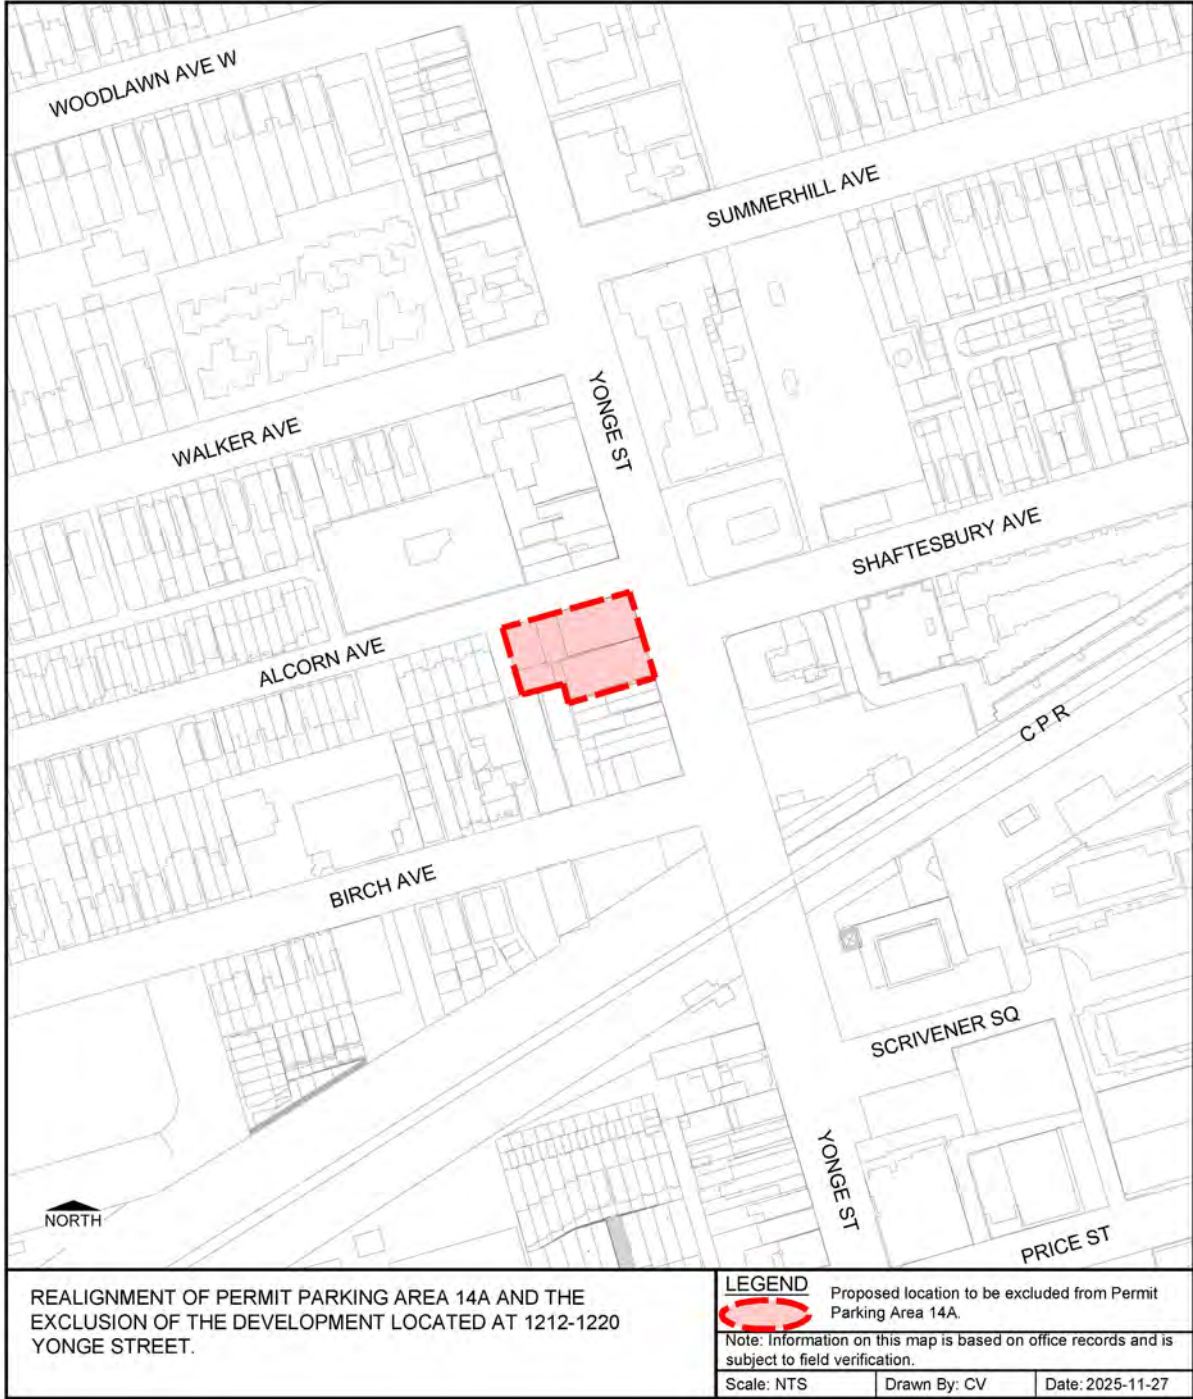 WOODLAWN AVE W
SUMMERHILL AVE
YONGE ST
WALKER AVE
SHAFTESBURY AVE
ALCORN AVE
C P R
BIRCH AVE
SCRIVENER SQ
YONGE ST
NORTH
PRICE ST
REALIGNMENT OF PERMIT PARKING AREA 14A AND THE
EXCLUSION OF THE DEVELOPMENT LOCATED AT 1212-1220
YONGE STREET.
LEGEND
Proposed location to be excluded from Permit
Parking Area 14A.
Note: Information on this map is based on office records and is
subject to field verification.
Scale: NTS
Drawn By: CV
Date: 2025-11-27